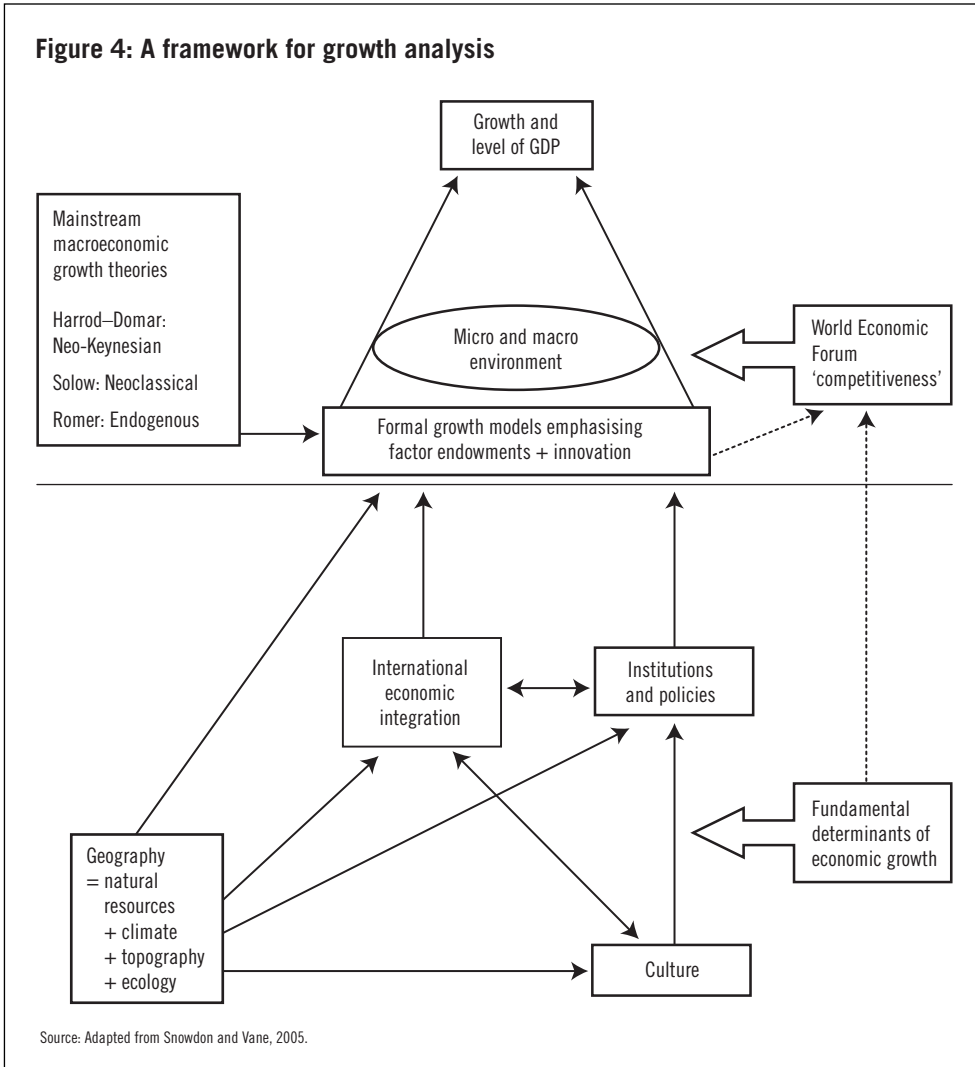 Figure 4: A framework for growth analysis
Growth and
level of GDP
Mainstream
macroeconomic
growth theories
Harrod–Domar:
Neo-Keynesian
Solow: Neoclassical
Romer: Endogenous
Micro and macro
environment
World Economic
Forum
‘competitiveness’
Formal growth models emphasising
factor endowments + innovation
International
economic
integration
Institutions
and policies
Fundamental
determinants of
economic growth
Geography
= natural
resources
+ climate
+ topography
+ ecology
Culture
Source: Adapted from Snowdon and Vane, 2005.